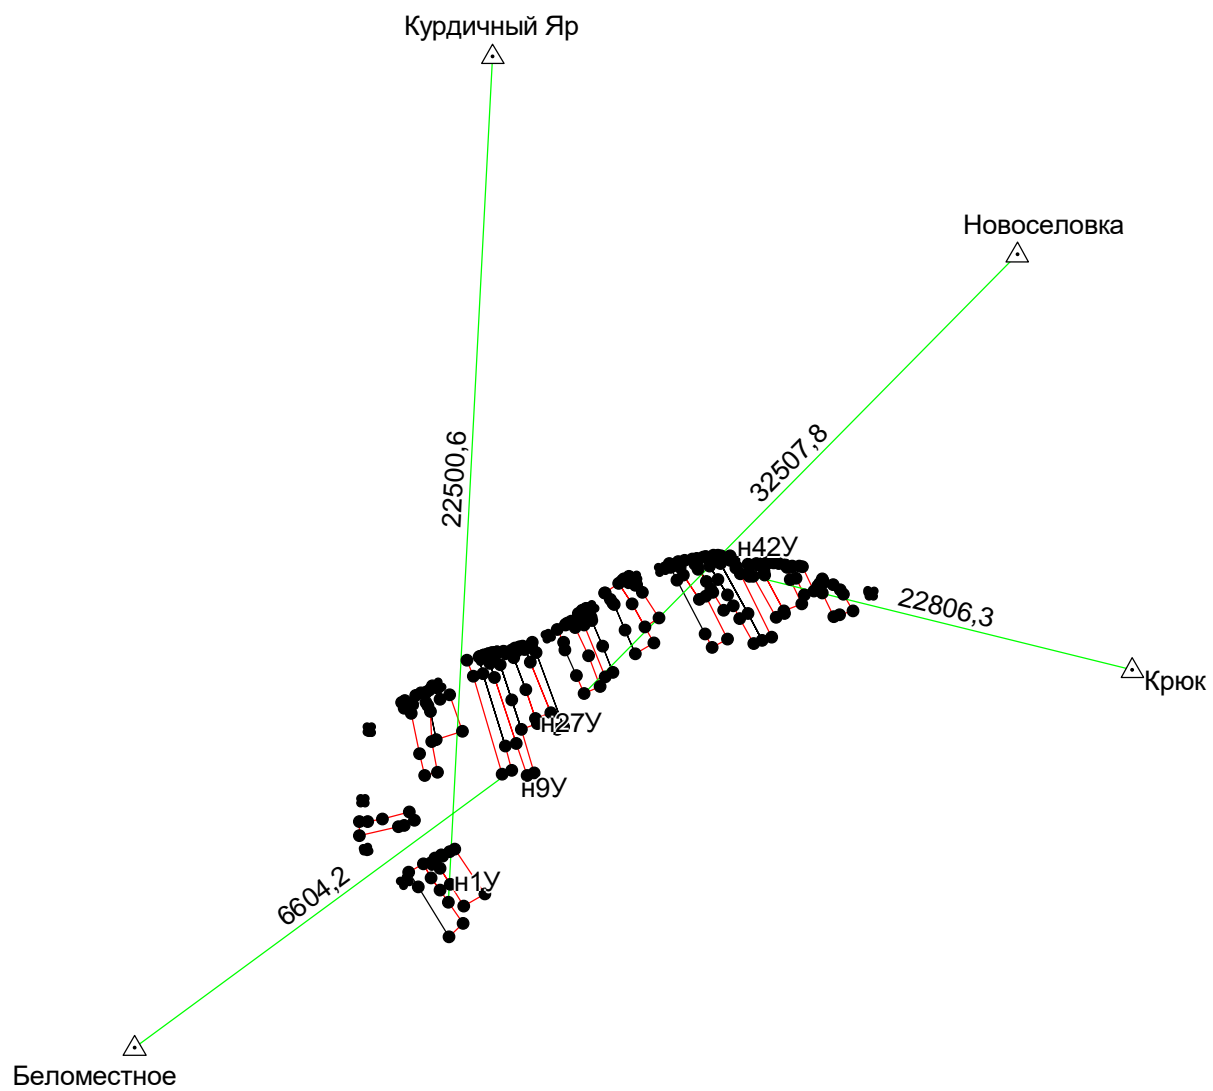 Курдичный Яр
Новоселовка
22500,6
32507,8
н42У
22806,3
Крюк
н27У
н9У
н1У
6604,2
Беломестное